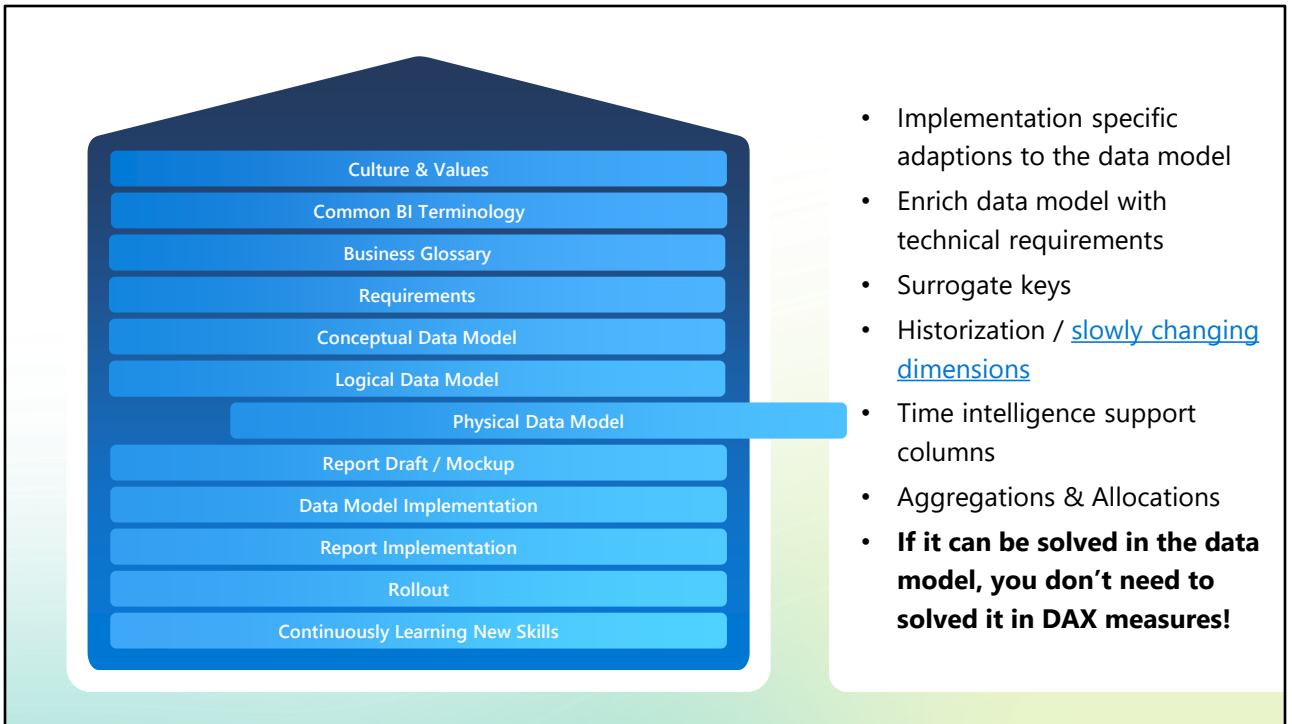 Culture & Values
Common BI Terminology
Business Glossary
Requirements
Conceptual Data Model
Logical Data Model
Physical Data Model
Report Draft / Mockup
Data Model Implementation
Report Implementation
Rollout
Continuously Learning New Skills
• Implementation specific
adaptions to the data model
• Enrich data model with
technical requirements
• Surrogate keys
• Historization / slowly changing
dimensions
• Time intelligence support
columns
• Aggregations & Allocations
• If it can be solved in the data
model, you don’t need to
solved it in DAX measures!